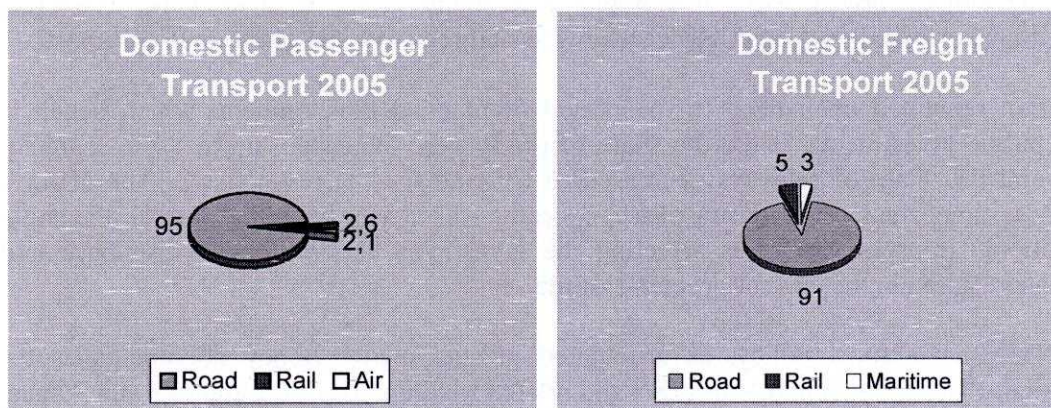 Domestic Passenger
Transport 2005
95
2,6
2,1
Road Rail Air
Domestic Freight
Transport 2005
5 3
91
Road Rail Maritime